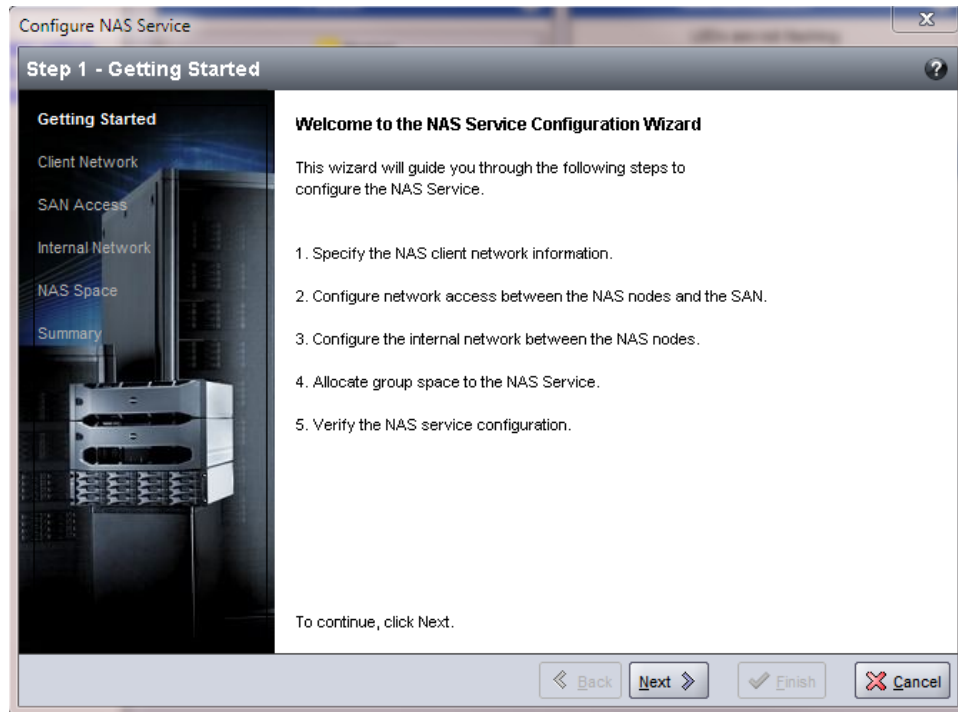 Configure NAS Service
Step 1 - Getting Started
Getting Started
Client Network
SAN Access
Internal Network
NAS Space
Summary
Welcome to the NAS Service Configuration Wizard
This wizard will guide you through the following steps to
configure the NAS Service.
1. Specify the NAS client network information.
2. Configure network access between the NAS nodes and the SAN.
3. Configure the internal network between the NAS nodes.
4. Allocate group space to the NAS Service.
5. Verify the NAS service configuration.
To continue, click Next.
Back
Next
Finish
Cancel